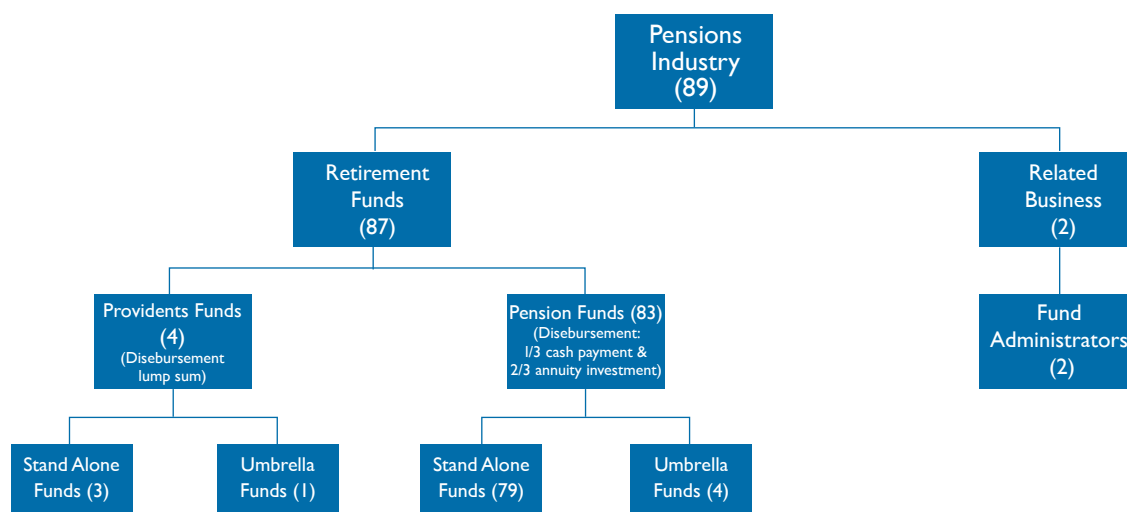 Pensions
Industry
(89)
Retirement
Funds
(87)
Related
Business
(2)
Providents Funds
(4)
(Disebursement
lump sum)
Pension Funds (83)
(Disebursement:
1/3 cash payment &
2/3 annuity investment)
Fund
Administrators
(2)
Stand Alone
Funds (3)
Umbrella
Funds (1)
Stand Alone
Funds (79)
Umbrella
Funds (4)